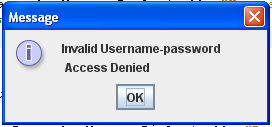 Message
Invalid Username-password
Access Denied
OK